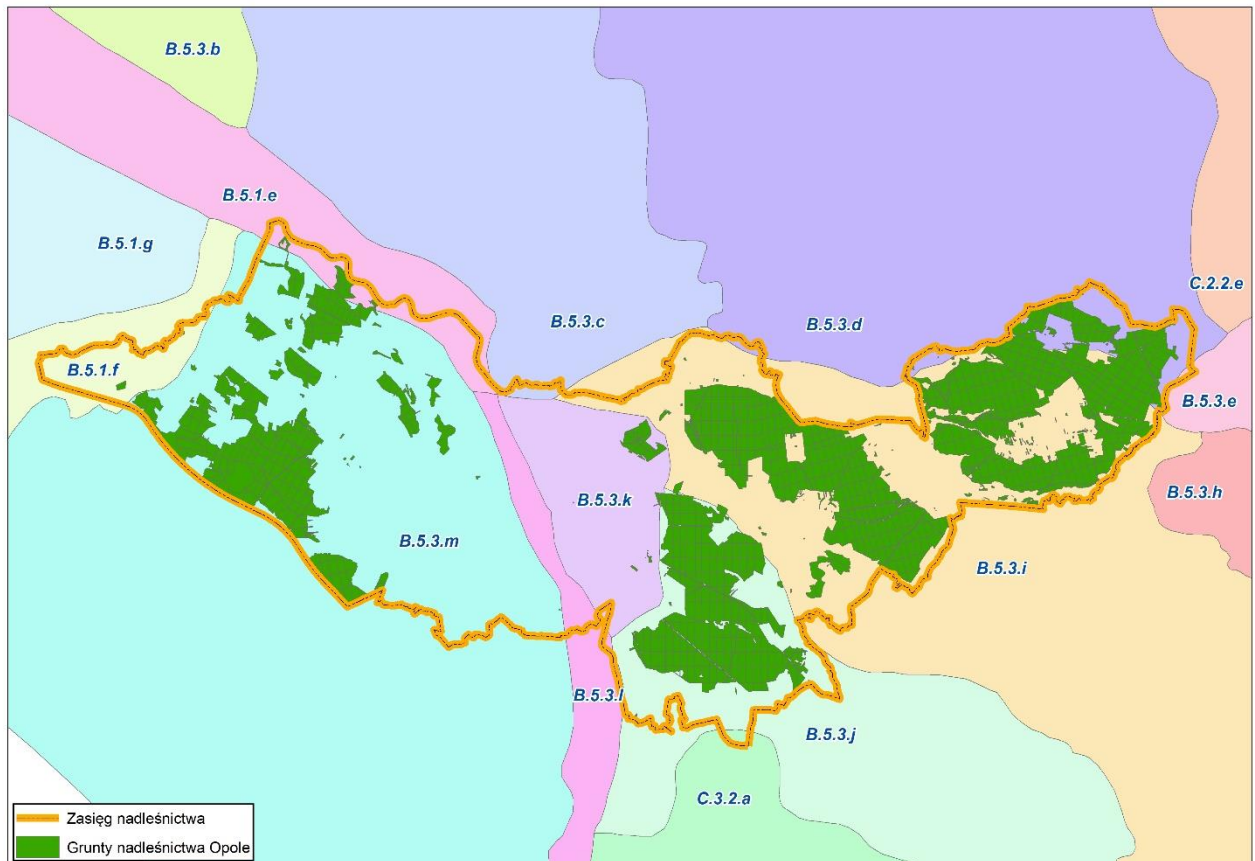 B.5.3.b
B.5.1.e
B.5.1.g
C.2.2.e
B.5.3.c
B.5.3.d
B.5.1.f
B.5.3.e
B.5.3.h
B.5.3.k
B.5.3.m
B.5.3.i
B.5.3.l
B.5.3.j
C.3.2.a
Zasięg nadleśnictwa
Grunty nadleśnictwa Opole